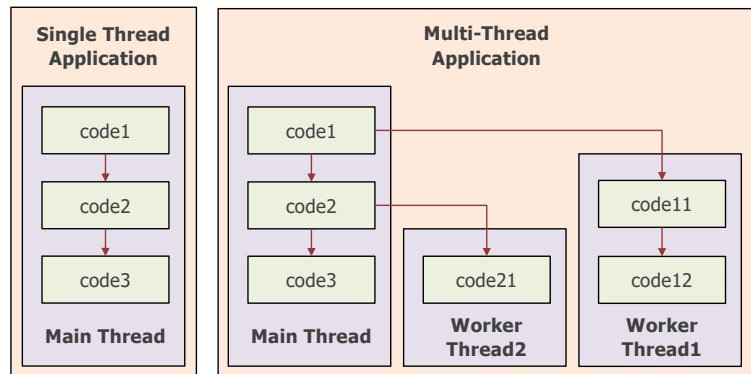 Single Thread
Application
code1
code2
code3
Main Thread
Multi-Thread
Application
code1
code2
code3
Main Thread
code21
Worker
Thread2
code11
code12
Worker
Thread1